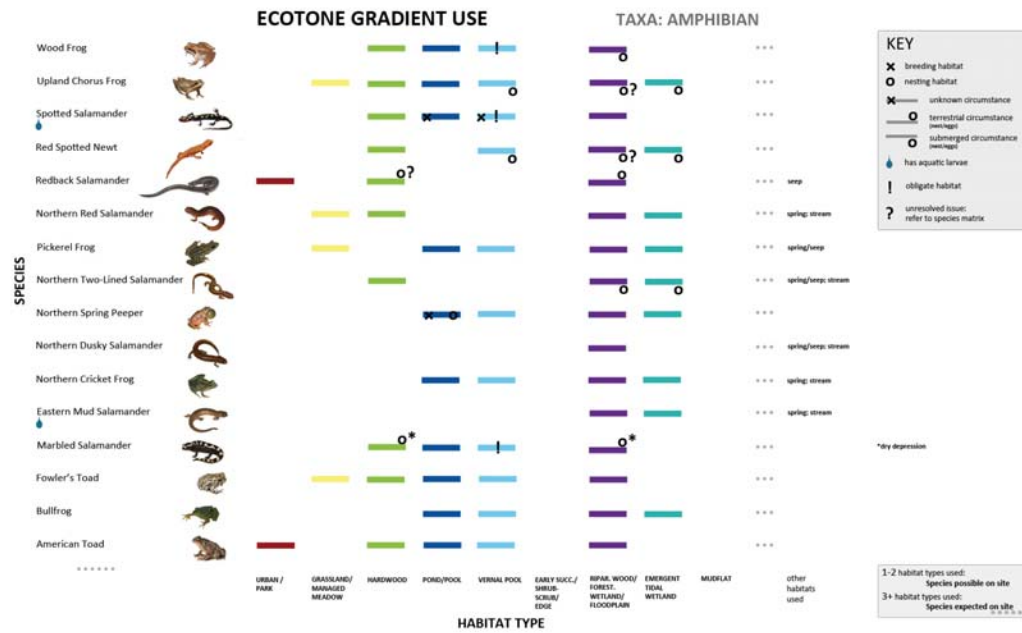 ECOTONE GRADIENT USE
TAXA: AMPHIBIAN
SPECIES
Wood Frog
!
o
Upland Chorus Frog
o
o?
o
Spotted Salamander
x
x !
Red Spotted Newt
o
o?
o
Redback Salamander
o?
o
seep
Northern Red Salamander
spring; stream
Pickerel Frog
spring/seep
Northern Two-Lined Salamander
o
o
spring/seep; stream
Northern Spring Peeper
x o
Northern Dusky Salamander
spring/seep; stream
Northern Cricket Frog
spring; stream
Eastern Mud Salamander
spring; stream
Marbled Salamander
o*
!
o*
*dry depression
Fowler's Toad
Bullfrog
American Toad
URBAN /
PARK
GRASSLAND/
MANAGED
MEADOW
HARDWOOD
POND/POOL
VERNAL POOL
EARLY SUCC./
SHRUB-
SCRUB/
EDGE
RIPAR. WOOD/
FOREST.
WETLAND/
FLOODPLAIN
EMERGENT
TIDAL
WETLAND
MUDFLAT
other
habitats
used
HABITAT TYPE
KEY
x breeding habitat
o nesting habitat
x unknown circumstance
o terrestrial circumstance
(nest/eggs)
submerged circumstance
o (nest/eggs)
has aquatic larvae
! obligate habitat
? unresolved issue:
refer to species matrix
1-2 habitat types used:
Species possible on site
3+ habitat types used:
Species expected on site